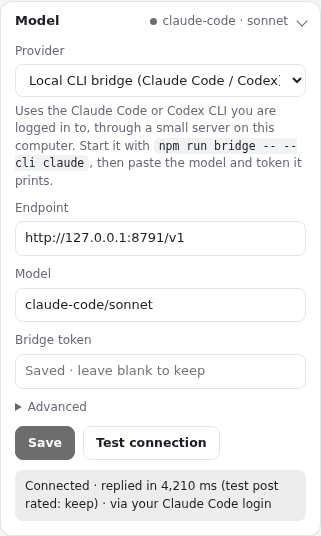 Model
claude-code · sonnet
Provider
Local CLI bridge (Claude Code / Codex)
Uses the Claude Code or Codex CLI you are
logged in to, through a small server on this
computer. Start it with npm run bridge -- --
cli claude, then paste the model and token it
prints.
Endpoint
http://127.0.0.1:8791/v1
Model
claude-code/sonnet
Bridge token
Saved · leave blank to keep
Advanced
Save
Test connection
Connected · replied in 4,210 ms (test post
rated: keep) · via your Claude Code login